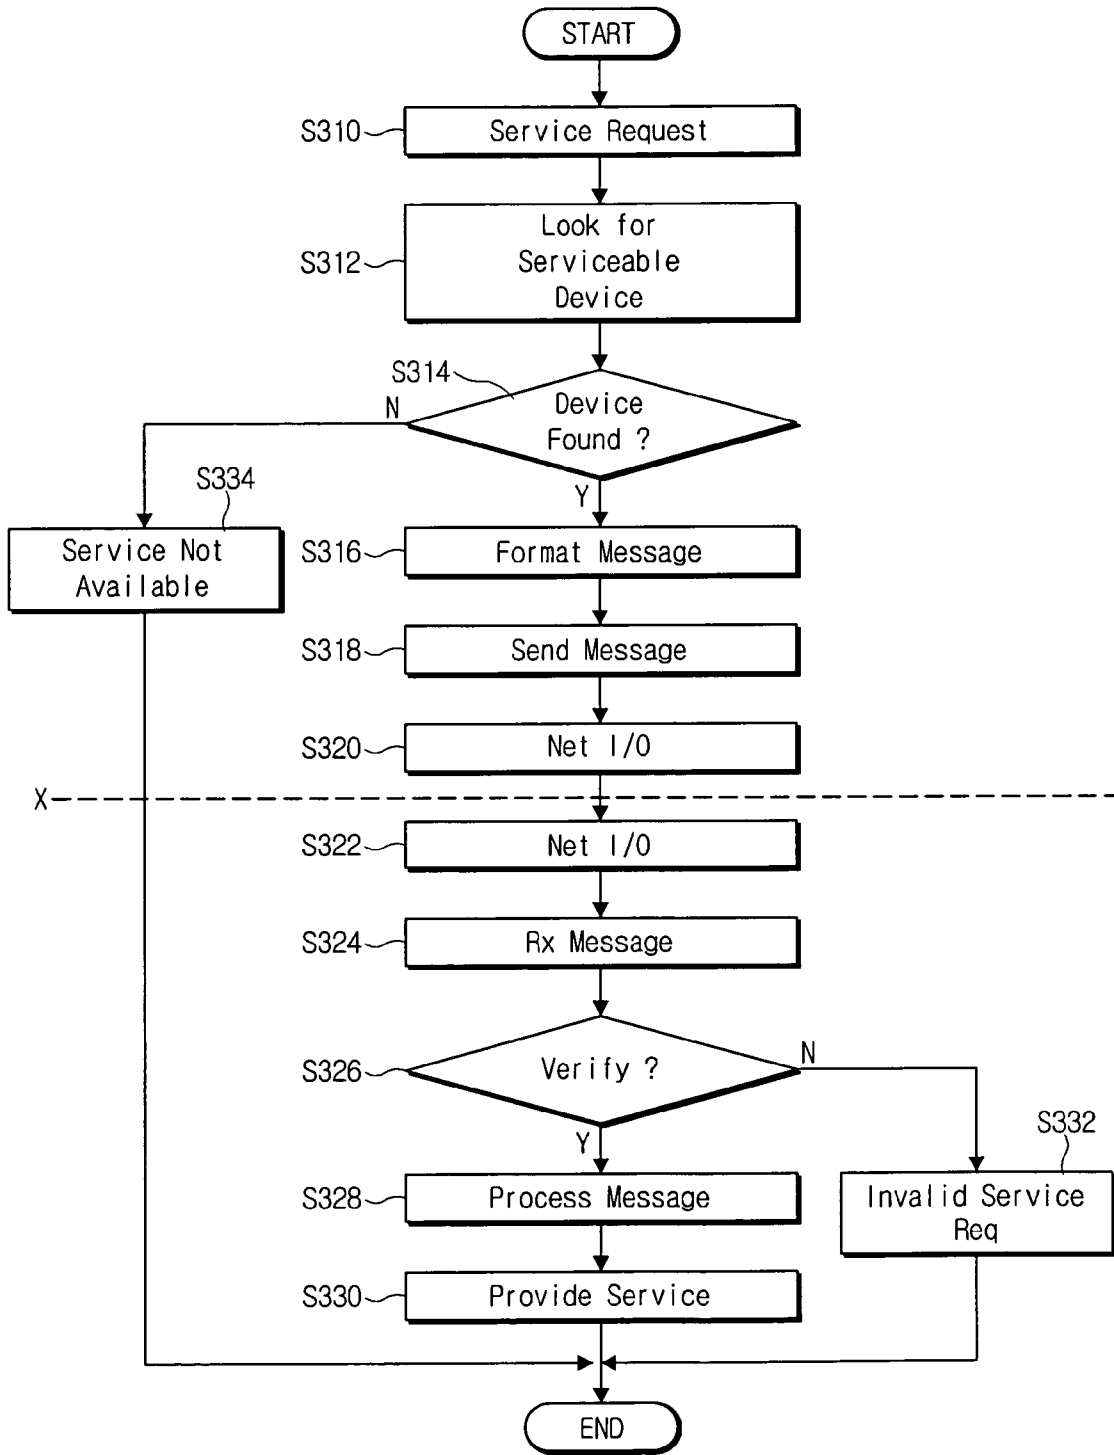 START
S310
Service Request
S312
Look for
Serviceable
Device
S314
N
Device
Found ?
Y
S334
Service Not
Available
S316
Format Message
S318
Send Message
S320
Net I/O
X
S322
Net I/O
S324
Rx Message
S326
Verify ?
N
Y
S332
Invalid Service
Req
S328
Process Message
S330
Provide Service
END